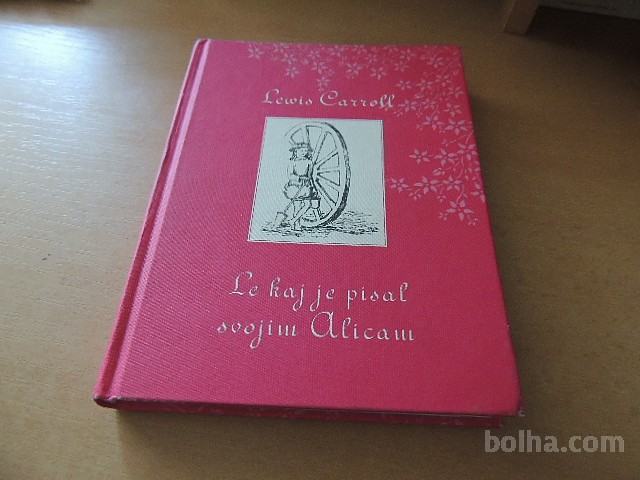 Lewis Carroll
Le kaj je pisal
svojim Alicam
bolha.com